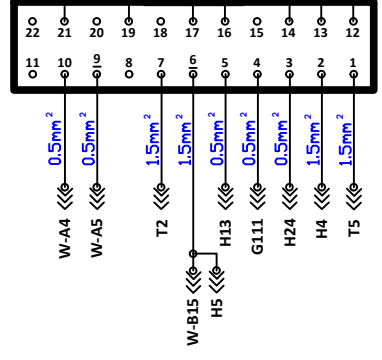 22 21 20 19 18 17 16 15 14 13 12
11 10 9 8 7 6 5 4 3 2 1
0.5mm² 0.5mm² 1.5mm² 1.5mm² 0.5mm² 0.5mm² 0.5mm² 1.5mm² 1.5mm²
W-A4 W-A5 T2 H13 G111 H24 H4 T5
W-B15 H5